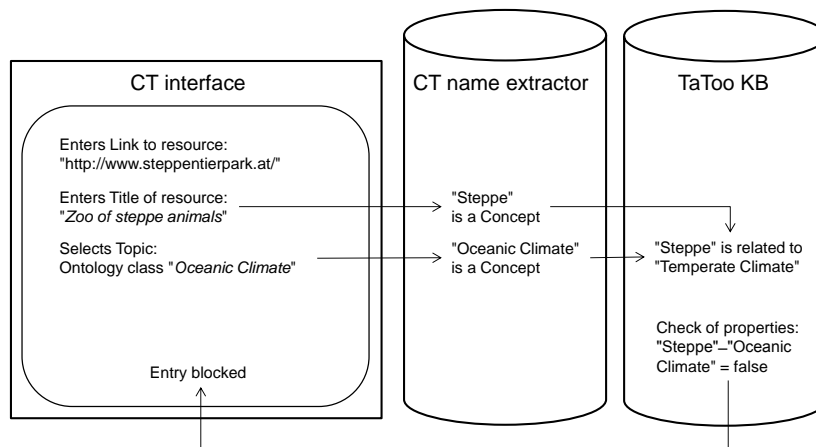 CT interface
Enters Link to resource:
"http://www.steppentierpark.at/"
Enters Title of resource:
"Zoo of steppe animals"
Selects Topic:
Ontology class "Oceanic Climate"
Entry blocked
CT name extractor
"Steppe"
is a Concept
"Oceanic Climate"
is a Concept
TaToo KB
"Steppe" is related to
"Temperate Climate"
Check of properties:
"Steppe"–"Oceanic
Climate" = false